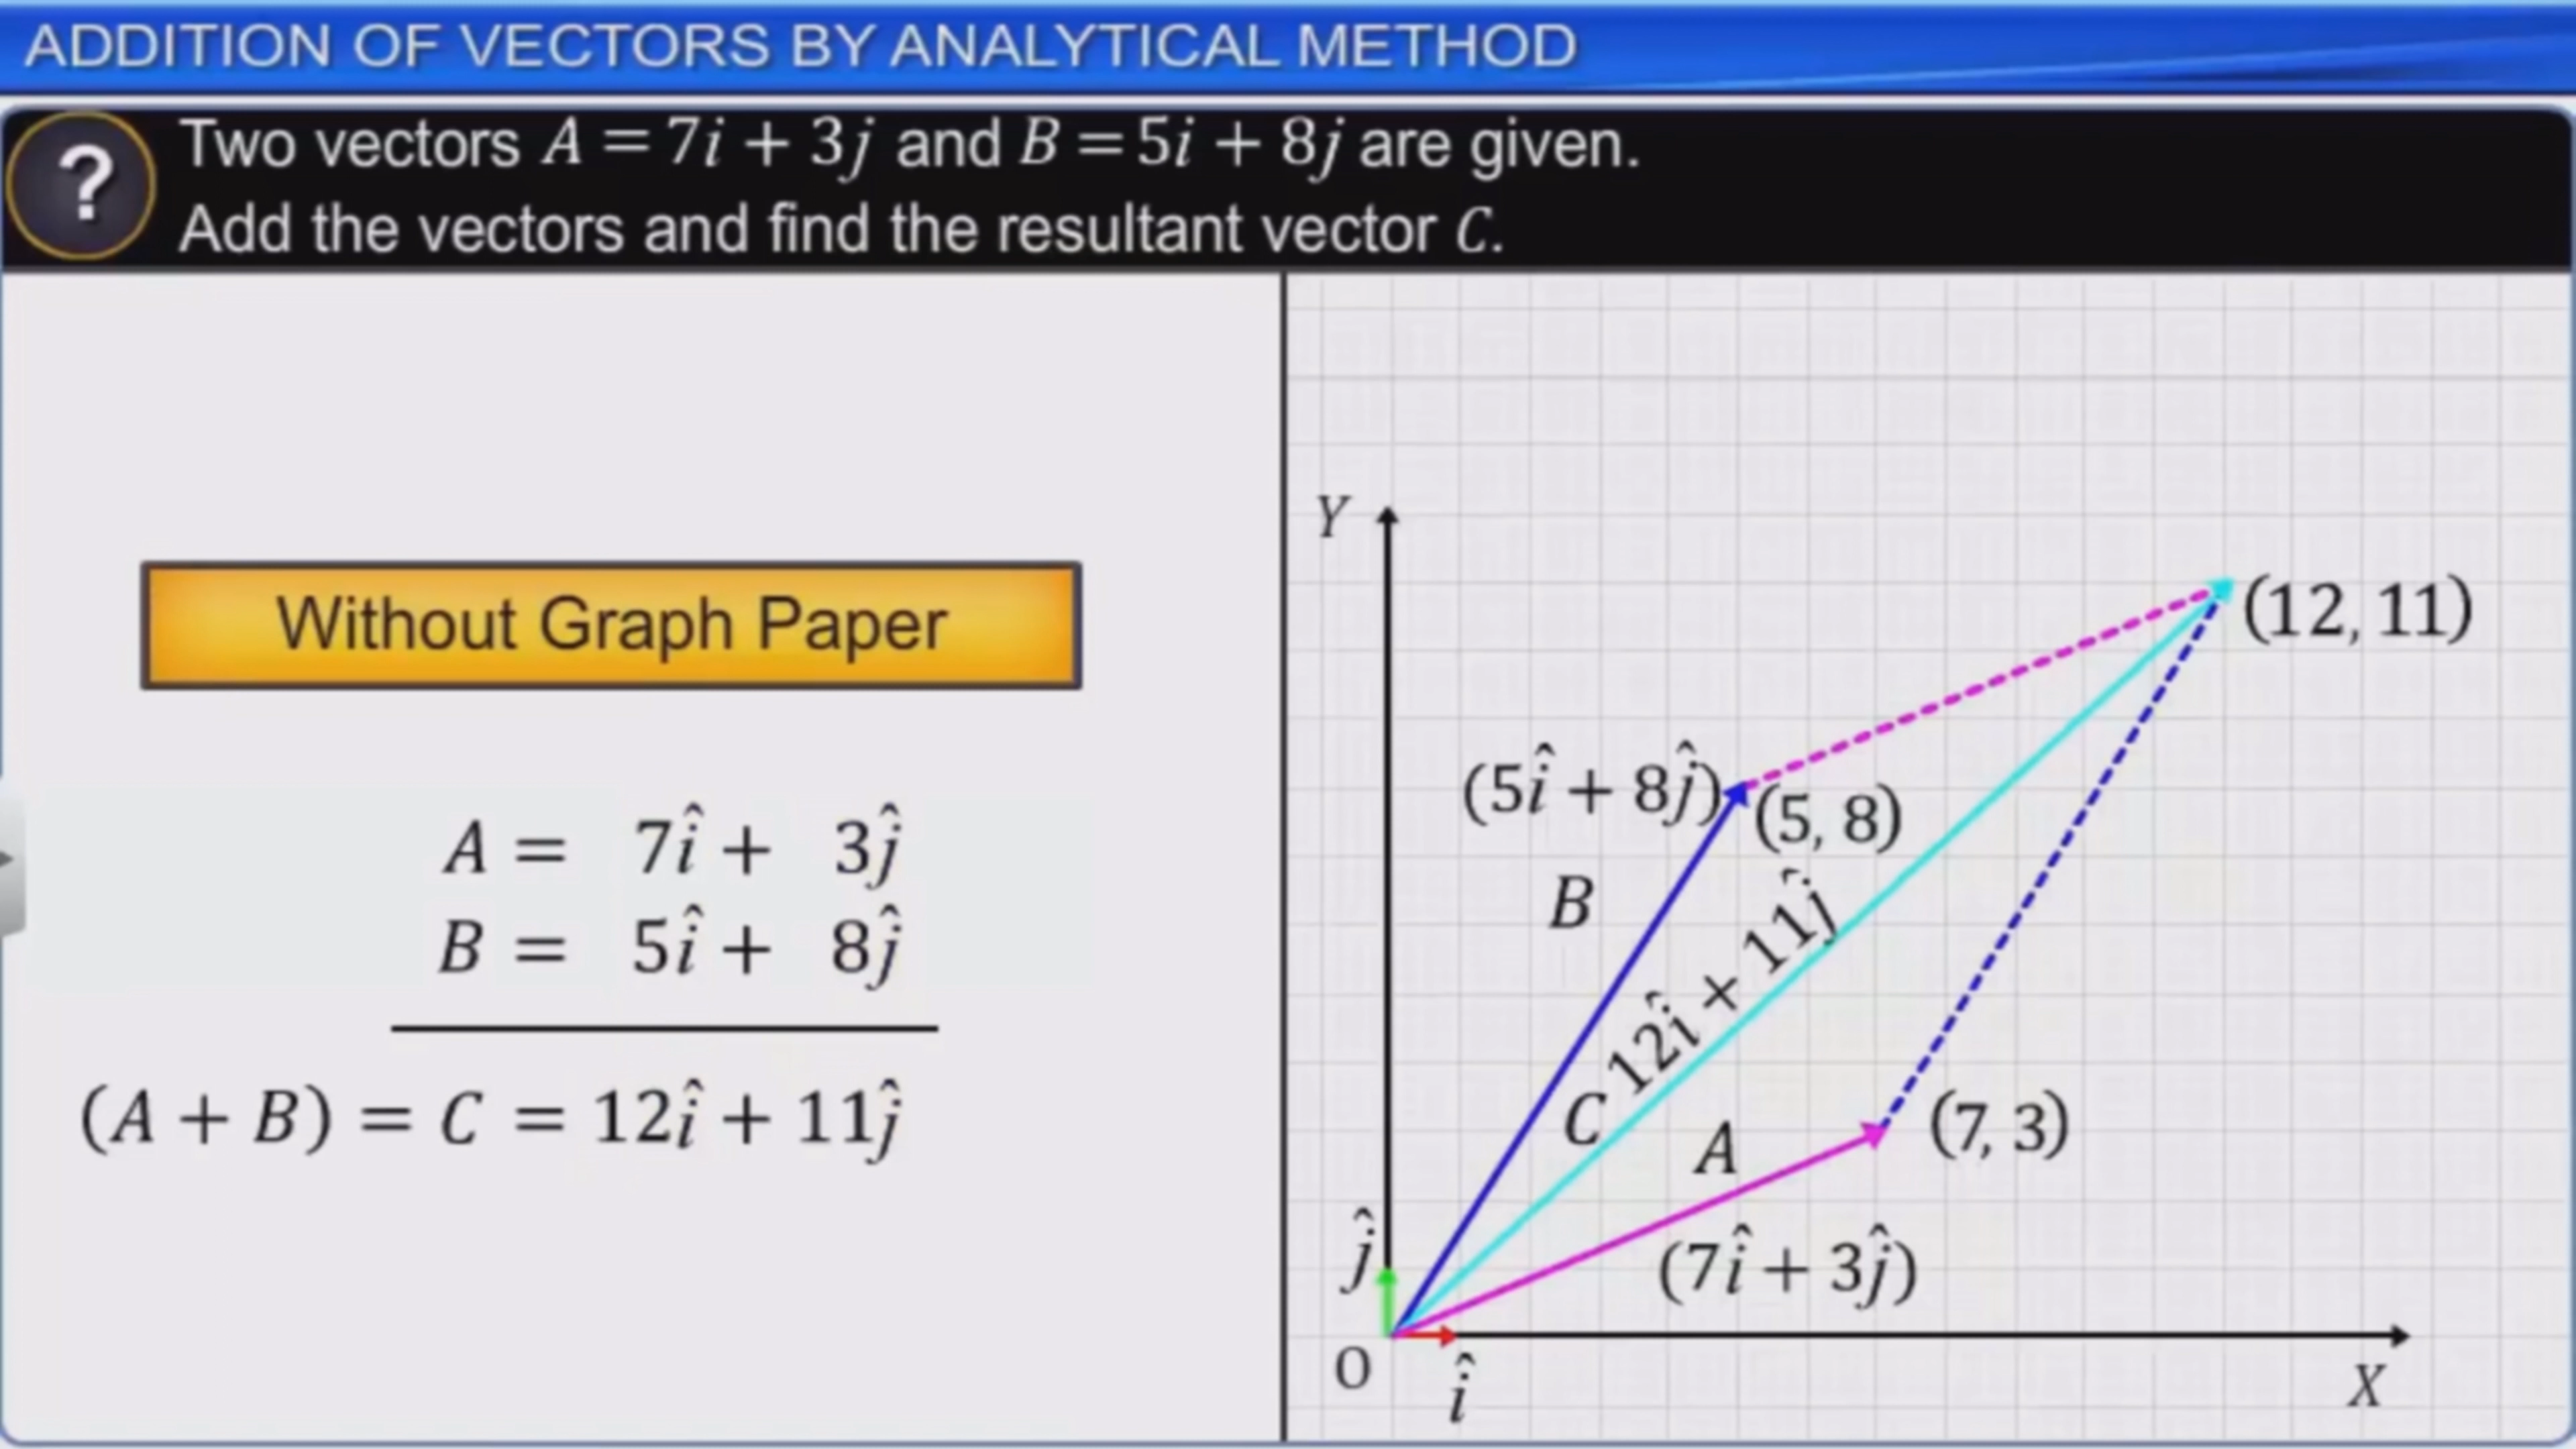 ADDITION OF VECTORS BY ANALYTICAL METHOD
?
Two vectors A = 7i + 3j and B = 5i + 8j are given.
Add the vectors and find the resultant vector C.
Without Graph Paper
A = 7î + 3ĵ
B = 5î + 8ĵ
(A + B) = C = 12î + 11ĵ
Y
(12, 11)
(5î + 8ĵ)
(5, 8)
B
12î + 11ĵ
C
A
(7, 3)
(7î + 3ĵ)
ĵ
O
î
X